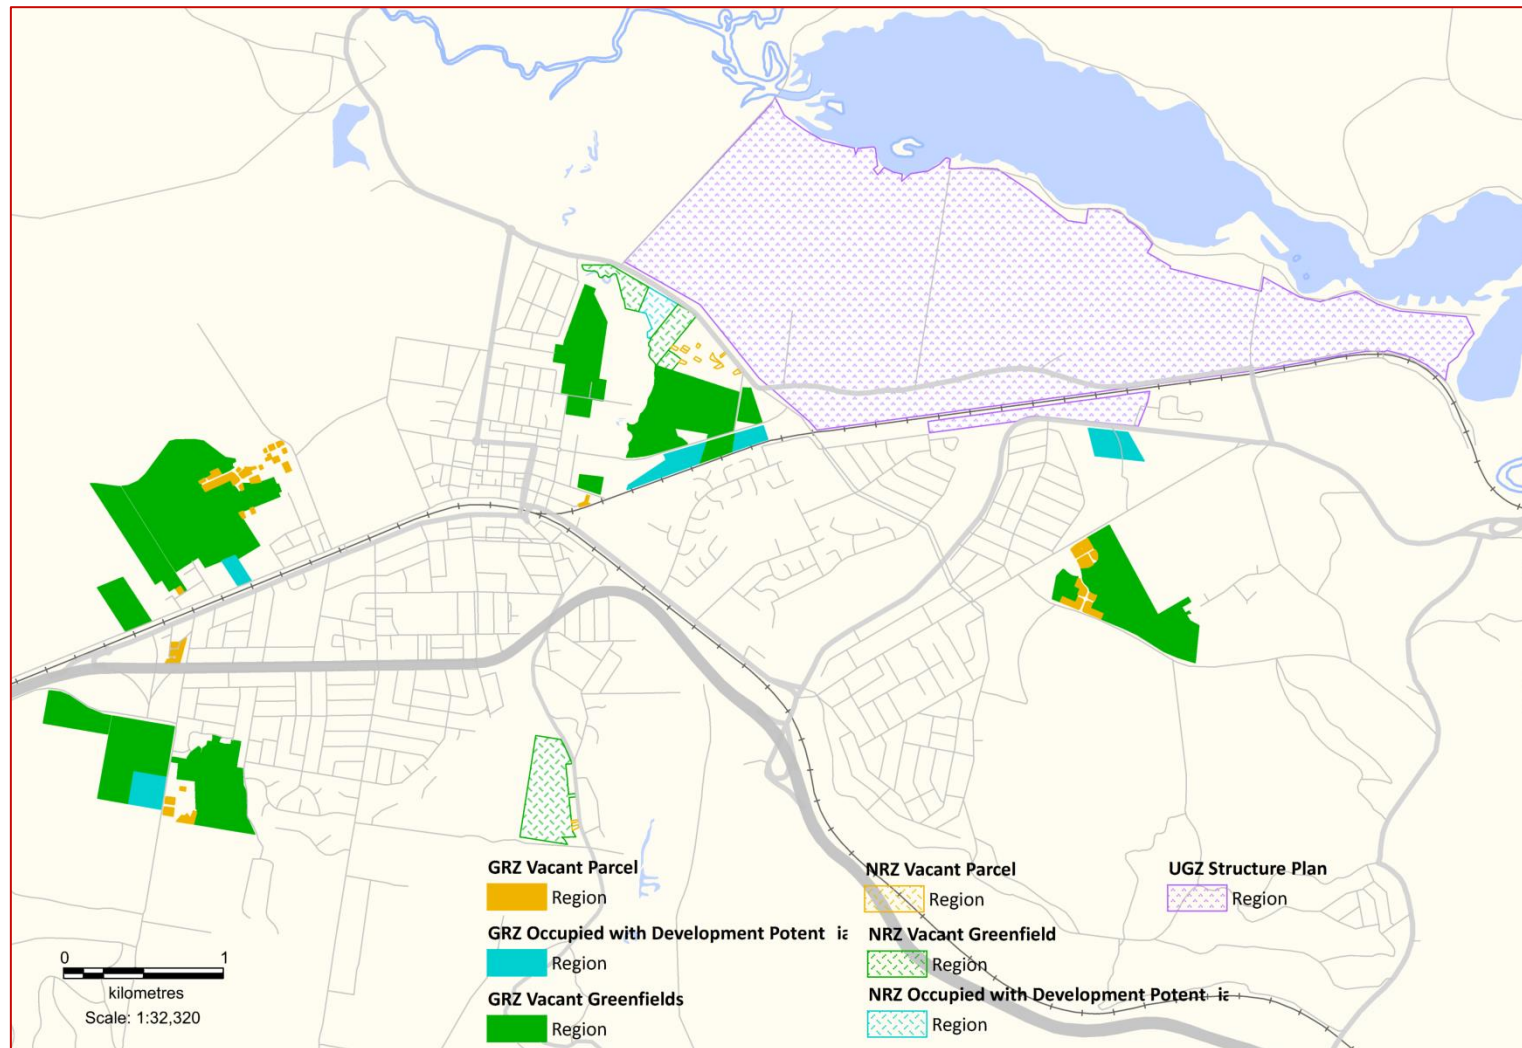 GRZ Vacant Parcel
Region
GRZ Occupied with Development Potent ia
Region
GRZ Vacant Greenfields
Region
NRZ Vacant Parcel
Region
NRZ Vacant Greenfield
Region
NRZ Occupied with Development Potent ia
Region
UGZ Structure Plan
Region
0 1
kilometres
Scale: 1:32,320